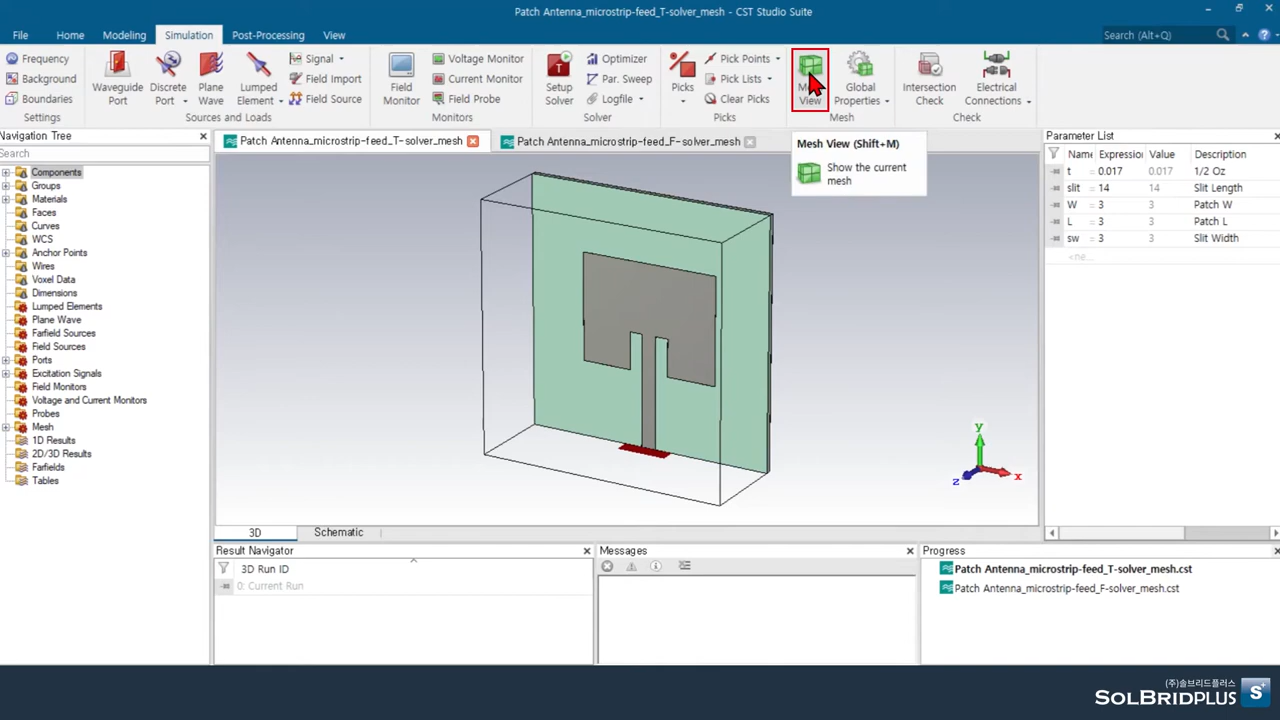 Patch Antenna_microstrip-feed_T-solver_mesh - CST Studio Suite
File Home Modeling Simulation Post-Processing View Search (Alt+Q)
Frequency
Background
Boundaries
Settings
Waveguide Port
Discrete Port
Plane Wave
Lumped Element
Signal
Field Import
Field Source
Sources and Loads
Field Monitor
Voltage Monitor
Current Monitor
Field Probe
Monitors
Setup Solver
Optimizer
Par. Sweep
Logfile
Solver
Picks
Pick Points
Pick Lists
Clear Picks
Picks
View
Global Properties
Mesh
Intersection Check
Electrical Connections
Check
Navigation Tree
Search
Components
Groups
Materials
Faces
Curves
WCS
Anchor Points
Wires
Voxel Data
Dimensions
Lumped Elements
Plane Wave
Farfield Sources
Field Sources
Ports
Excitation Signals
Field Monitors
Voltage and Current Monitors
Probes
Mesh
1D Results
2D/3D Results
Farfields
Tables
Patch Antenna_microstrip-feed_T-solver_mesh
Patch Antenna_microstrip-feed_F-solver_mesh
Mesh View (Shift+M)
Show the current
mesh
y
x
z
3D Schematic
Parameter List
Name Expression Value Description
t = 0.017 0.017 1/2 Oz
slit = 14 14 Slit Length
W = 3 3 Patch W
L = 3 3 Patch L
sw = 3 3 Slit Width
<ne...
Result Navigator
3D Run ID
0: Current Run
Messages
Progress
Patch Antenna_microstrip-feed_T-solver_mesh.cst
Patch Antenna_microstrip-feed_F-solver_mesh.cst
(주)솔브리드플러스
SOLBRIDPLUS
S+